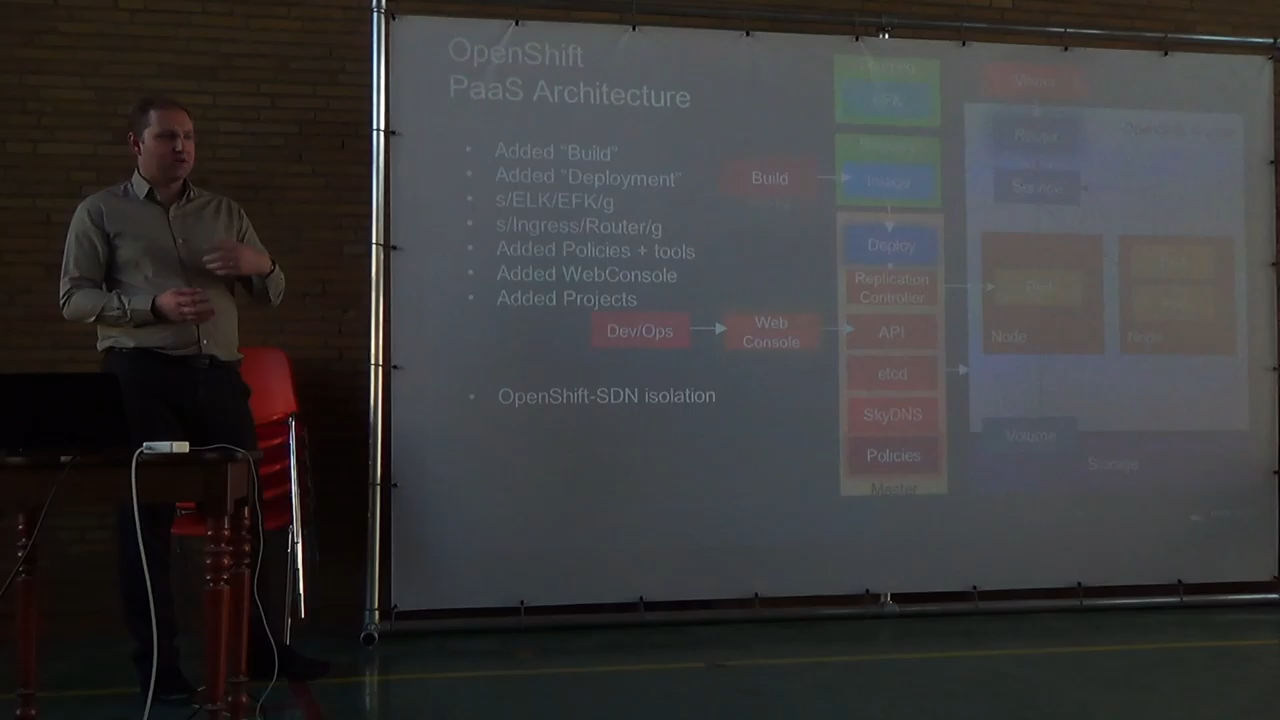 OpenShift
PaaS Architecture
• Added "Build"
• Added "Deployment"
• s/ELK/EFK/g
• s/Ingress/Router/g
• Added Policies + tools
• Added WebConsole
• Added Projects
• OpenShift-SDN isolation
Dev/Ops
Web
Console
Build
EFK
Image
Deploy
Replication
Controller
API
etcd
SkyDNS
Policies
Master
Router
Service
Pod
Node
Node
Volume
Storage